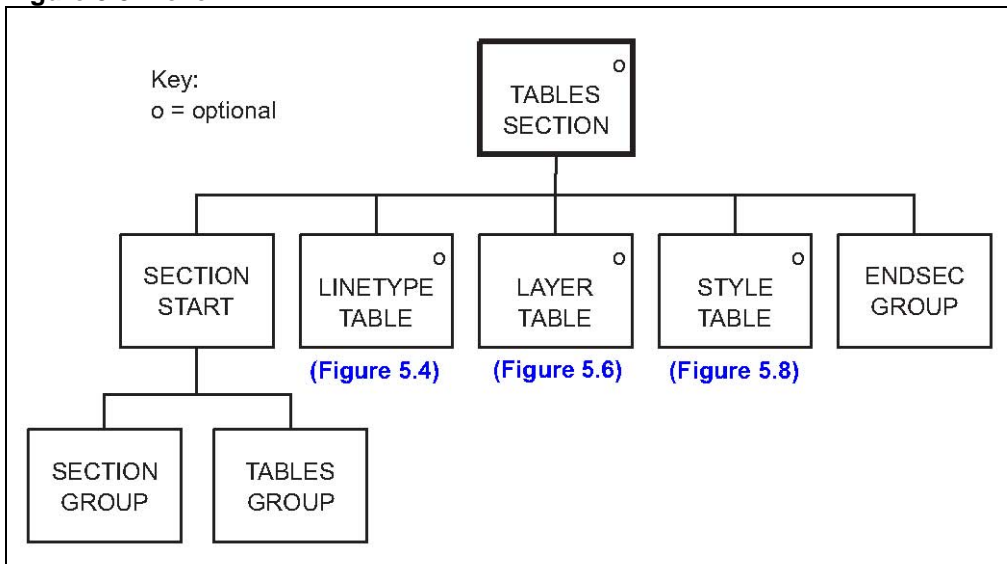 Key:
o = optional
o
TABLES
SECTION
SECTION
START
o
LINETYPE
TABLE
(Figure 5.4)
o
LAYER
TABLE
(Figure 5.6)
o
STYLE
TABLE
(Figure 5.8)
ENDSEC
GROUP
SECTION
GROUP
TABLES
GROUP